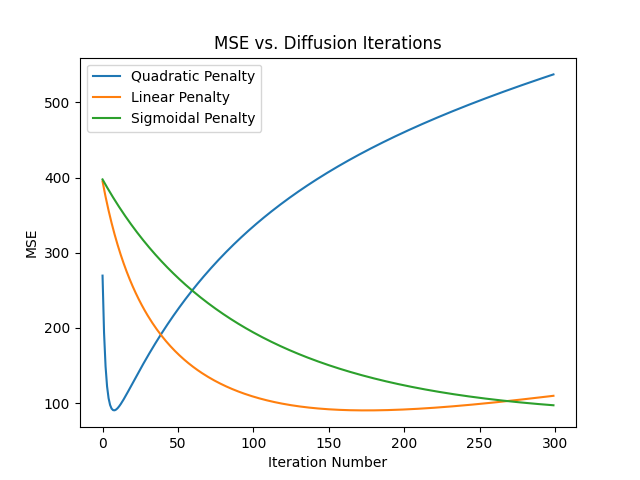 MSE vs. Diffusion Iterations
Quadratic Penalty
Linear Penalty
Sigmoidal Penalty
500
400
300
200
100
MSE
0 50 100 150 200 250 300
Iteration Number